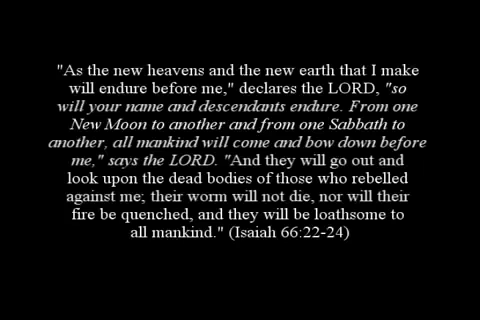 "As the new heavens and the new earth that I make
will endure before me," declares the LORD, "so
will your name and descendants endure. From one
New Moon to another and from one Sabbath to
another, all mankind will come and bow down before
me," says the LORD. "And they will go out and
look upon the dead bodies of those who rebelled
against me; their worm will not die, nor will their
fire be quenched, and they will be loathsome to
all mankind." (Isaiah 66:22-24)